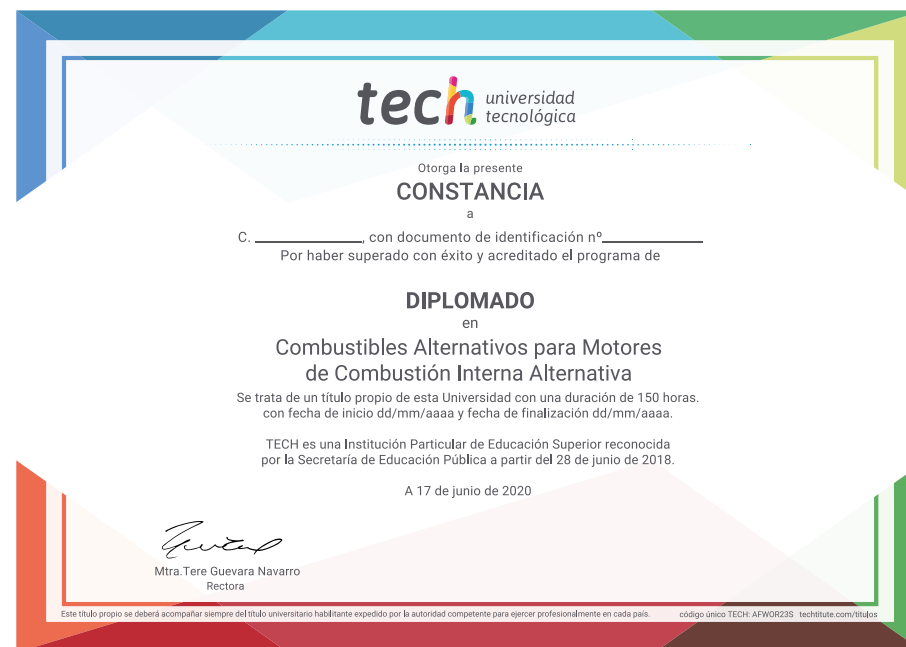 tech universidad
tecnológica
Otorga la presente
CONSTANCIA
a
C. ____________, con documento de identificación nº____________
Por haber superado con éxito y acreditado el programa de
DIPLOMADO
en
Combustibles Alternativos para Motores
de Combustión Interna Alternativa
Se trata de un título propio de esta Universidad con una duración de 150 horas.
con fecha de inicio dd/mm/aaaa y fecha de finalización dd/mm/aaaa.
TECH es una Institución Particular de Educación Superior reconocida
por la Secretaría de Educación Pública a partir del 28 de junio de 2018.
A 17 de junio de 2020
Mtra.Tere Guevara Navarro
Rectora
Este título propio se deberá acompañar siempre del título universitario habilitante expedido por la autoridad competente para ejercer profesionalmente en cada país. código único TECH: AFWOR23S techtitute.com/titulos